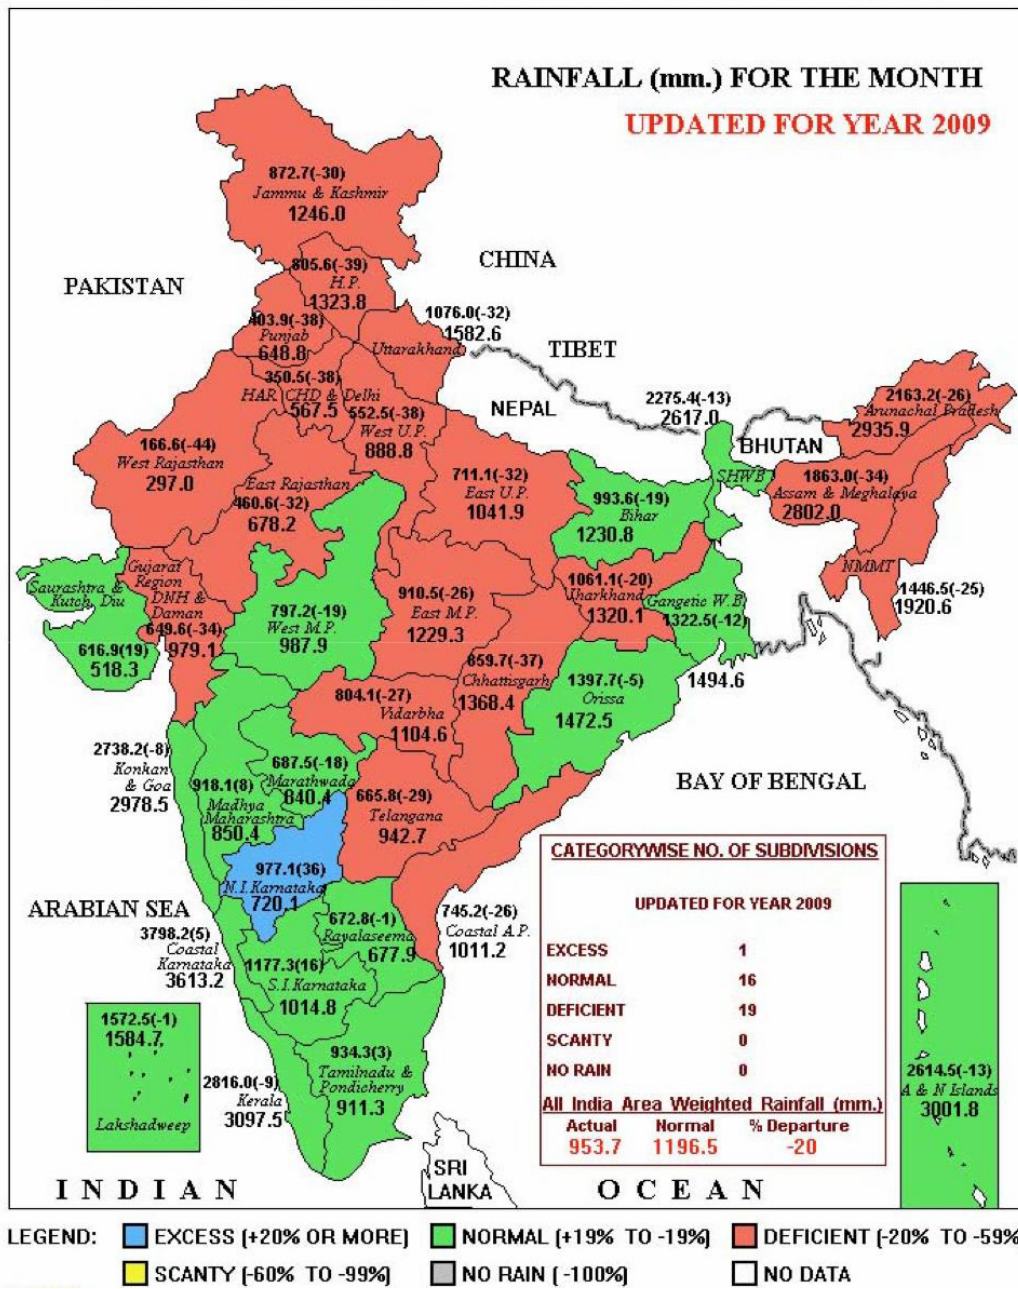 RAINFALL (mm.) FOR THE MONTH
UPDATED FOR YEAR 2009
872.7(-30)
Jammu & Kashmir
1246.0
CHINA
PAKISTAN
805.6(-39)
H.P.
1323.8
403.9(-38)
Punjab
648.8
1076.0(-32)
1582.6
Uttarakhand
TIBET
NEPAL
350.5(-38)
HAR. CHD & Delhi
567.5
552.5(-38)
West U.P.
888.8
2275.4(-13)
2617.0
BHUTAN
SHWB
2163.2(-26)
Arunachal Pradesh
2935.9
166.6(-44)
West Rajasthan
297.0
East Rajasthan
460.6(-32)
678.2
711.1(-32)
East U.P.
1041.9
993.6(-19)
Bihar
1230.8
1863.0(-34)
Assam & Meghalaya
2802.0
NMMT
1446.5(-25)
1920.6
Saurashtra &
Kutch, Diu
616.9(19)
518.3
Gujarat
Region
DNH &
Daman
649.6(-34)
979.1
797.2(-19)
West M.P.
987.9
910.5(-26)
East M.P.
1229.3
1061.1(-20)
Jharkhand
1320.1
Gangetic W.B
1322.5(-12)
1494.6
859.7(-37)
Chhattisgarh
1368.4
1397.7(-5)
Orissa
1472.5
804.1(-27)
Vidarbha
1104.6
2738.2(-8)
Konkan
& Goa
2978.5
918.1(8)
Madhya
Maharashtra
850.4
687.5(-18)
Marathwada
840.4
665.8(-29)
Telangana
942.7
BAY OF BENGAL
977.1(36)
N.I.Karnataka
720.1
ARABIAN SEA
3798.2(5)
Coastal
Karnataka
3613.2
672.8(-1)
Rayalaseema
677.9
745.2(-26)
Coastal A.P.
1011.2
1177.3(16)
S.I.Karnataka
1014.8
1572.5(-1)
1584.7
Lakshadweep
2816.0(-9)
Kerala
3097.5
934.3(3)
Tamilnadu &
Pondicherry
911.3
CATEGORYWISE NO. OF SUBDIVISIONS
UPDATED FOR YEAR 2009
EXCESS 1
NORMAL 16
DEFICIENT 19
SCANTY 0
NO RAIN 0
All India Area Weighted Rainfall (mm.)
Actual Normal % Departure
953.7 1196.5 -20
2614.5(-13)
A & N Islands
3001.8
SRI
LANKA
INDIAN OCEAN
LEGEND: EXCESS (+20% OR MORE) NORMAL (+19% TO -19%) DEFICIENT (-20% TO -59%
SCANTY (-60% TO -99%) NO RAIN ( -100%) NO DATA